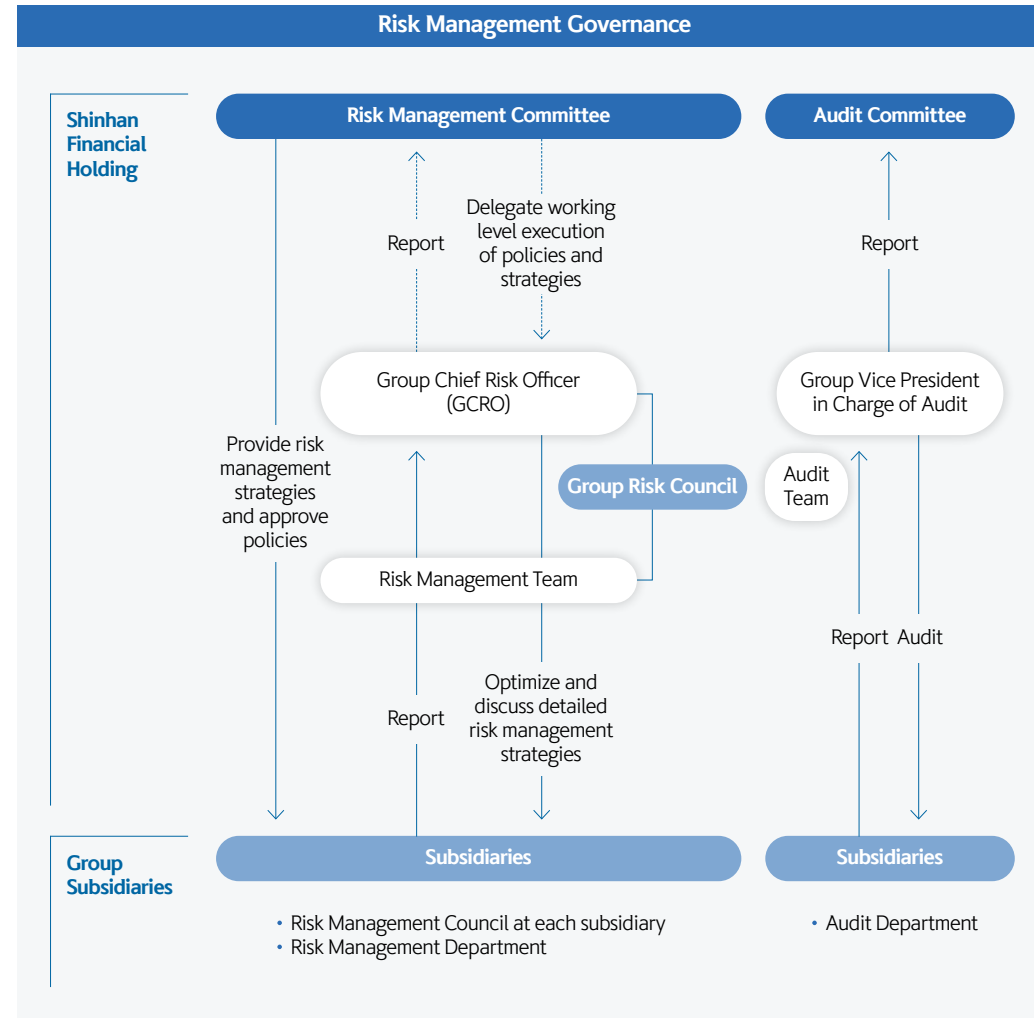 Risk Management Governance
Shinhan
Financial
Holding
Risk Management Committee
Audit Committee
Report
Delegate working
level execution
of policies and
strategies
Report
Group Chief Risk Officer
(GCRO)
Group Vice President
in Charge of Audit
Provide risk
management
strategies
and approve
policies
Group Risk Council
Audit
Team
Risk Management Team
Report
Optimize and
discuss detailed
risk management
strategies
Report Audit
Group
Subsidiaries
Subsidiaries
Subsidiaries
• Risk Management Council at each subsidiary
• Risk Management Department
• Audit Department